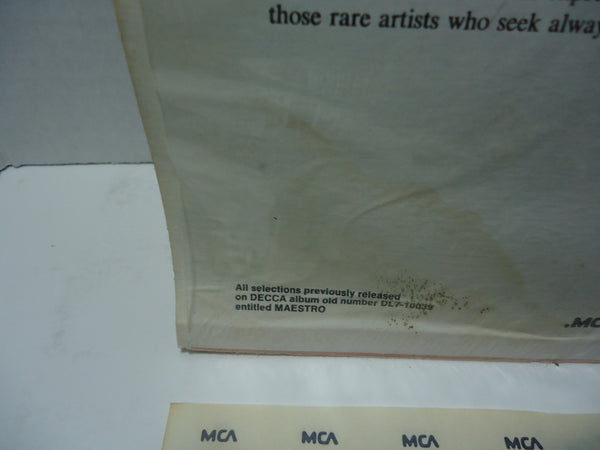 those rare artists who seek alway
All selections previously released
on DECCA album old number DL7-10039
entitled MAESTRO
.MC
MCA MCA MCA MCA